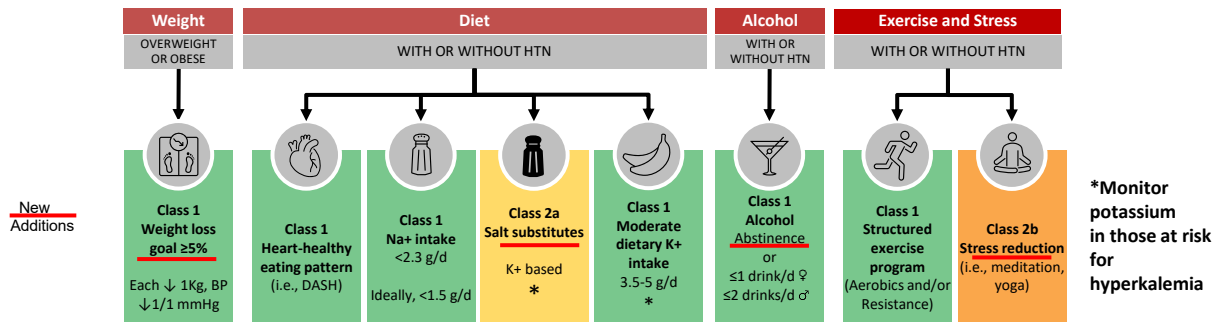 Weight
Diet
Alcohol
Exercise and Stress
OVERWEIGHT
OR OBESE
WITH OR WITHOUT HTN
WITH OR
WITHOUT HTN
WITH OR WITHOUT HTN
New
Additions
Class 1
Weight loss
goal ≥5%
Each ↓ 1Kg, BP
↓1/1 mmHg
Class 1
Heart-healthy
eating pattern
(i.e., DASH)
Class 1
Na+ intake
<2.3 g/d
Ideally, <1.5 g/d
Class 2a
Salt substitutes
K+ based
*
Class 1
Moderate
dietary K+
intake
3.5-5 g/d
*
Class 1
Alcohol
Abstinence
or
≤1 drink/d ♀
≤2 drinks/d ♂
Class 1
Structured
exercise
program
(Aerobics and/or
Resistance)
Class 2b
Stress reduction
(i.e., meditation,
yoga)
*Monitor
potassium
in those at risk
for
hyperkalemia